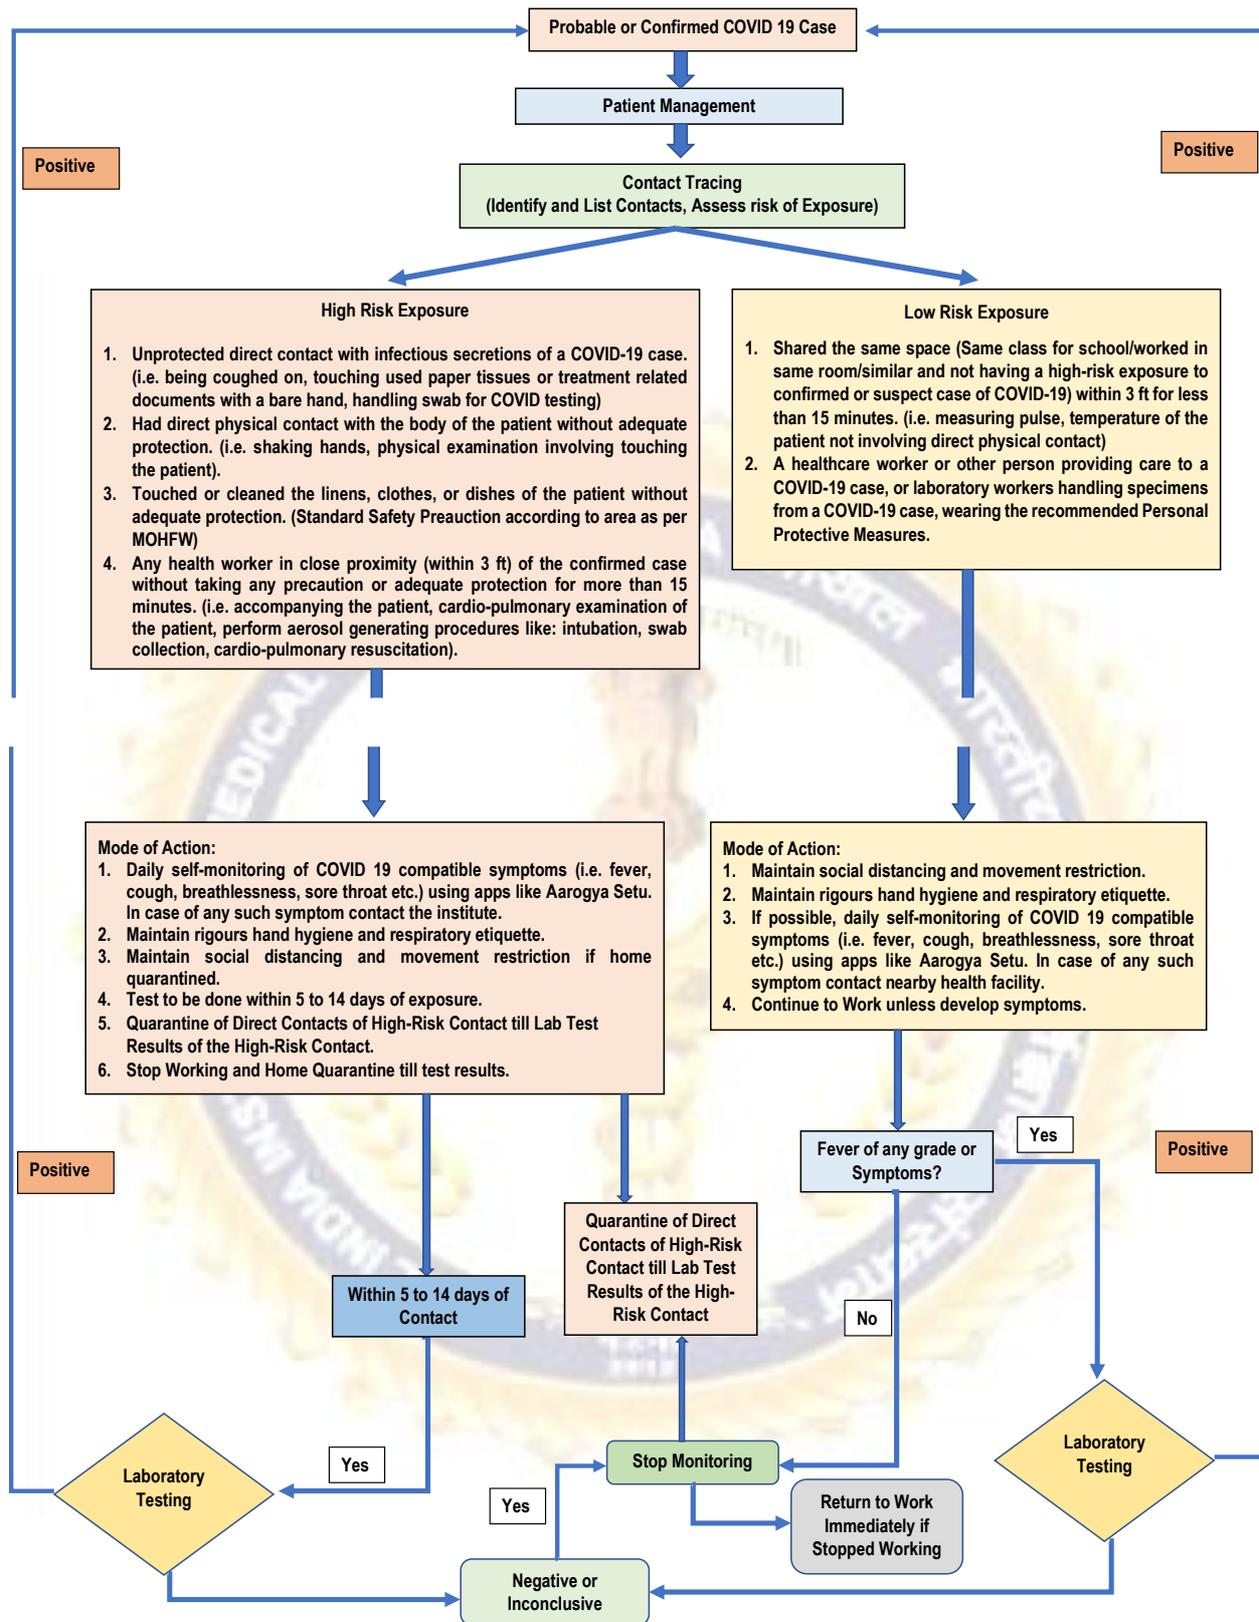 Probable or Confirmed COVID 19 Case
Patient Management
Positive
Positive
Contact Tracing
(Identify and List Contacts, Assess risk of Exposure)
High Risk Exposure
1. Unprotected direct contact with infectious secretions of a COVID-19 case.
(i.e. being coughed on, touching used paper tissues or treatment related
documents with a bare hand, handling swab for COVID testing)
2. Had direct physical contact with the body of the patient without adequate
protection. (i.e. shaking hands, physical examination involving touching
the patient).
3. Touched or cleaned the linens, clothes, or dishes of the patient without
adequate protection. (Standard Safety Preauction according to area as per
MOHFW)
4. Any health worker in close proximity (within 3 ft) of the confirmed case
without taking any precaution or adequate protection for more than 15
minutes. (i.e. accompanying the patient, cardio-pulmonary examination of
the patient, perform aerosol generating procedures like: intubation, swab
collection, cardio-pulmonary resuscitation).
Low Risk Exposure
1. Shared the same space (Same class for school/worked in
same room/similar and not having a high-risk exposure to
confirmed or suspect case of COVID-19) within 3 ft for less
than 15 minutes. (i.e. measuring pulse, temperature of the
patient not involving direct physical contact)
2. A healthcare worker or other person providing care to a
COVID-19 case, or laboratory workers handling specimens
from a COVID-19 case, wearing the recommended Personal
Protective Measures.
Mode of Action:
1. Daily self-monitoring of COVID 19 compatible symptoms (i.e. fever,
cough, breathlessness, sore throat etc.) using apps like Aarogya Setu.
In case of any such symptom contact the institute.
2. Maintain rigours hand hygiene and respiratory etiquette.
3. Maintain social distancing and movement restriction if home
quarantined.
4. Test to be done within 5 to 14 days of exposure.
5. Quarantine of Direct Contacts of High-Risk Contact till Lab Test
Results of the High-Risk Contact.
6. Stop Working and Home Quarantine till test results.
Mode of Action:
1. Maintain social distancing and movement restriction.
2. Maintain rigours hand hygiene and respiratory etiquette.
3. If possible, daily self-monitoring of COVID 19 compatible
symptoms (i.e. fever, cough, breathlessness, sore throat
etc.) using apps like Aarogya Setu. In case of any such
symptom contact nearby health facility.
4. Continue to Work unless develop symptoms.
Positive
Fever of any grade or
Symptoms?
Yes
Positive
Quarantine of Direct
Contacts of High-Risk
Contact till Lab Test
Results of the High-
Risk Contact
Within 5 to 14 days of
Contact
No
Laboratory
Testing
Yes
Yes
Stop Monitoring
Return to Work
Immediately if
Stopped Working
Laboratory
Testing
Negative or
Inconclusive
MEDICAL
INDIA INS